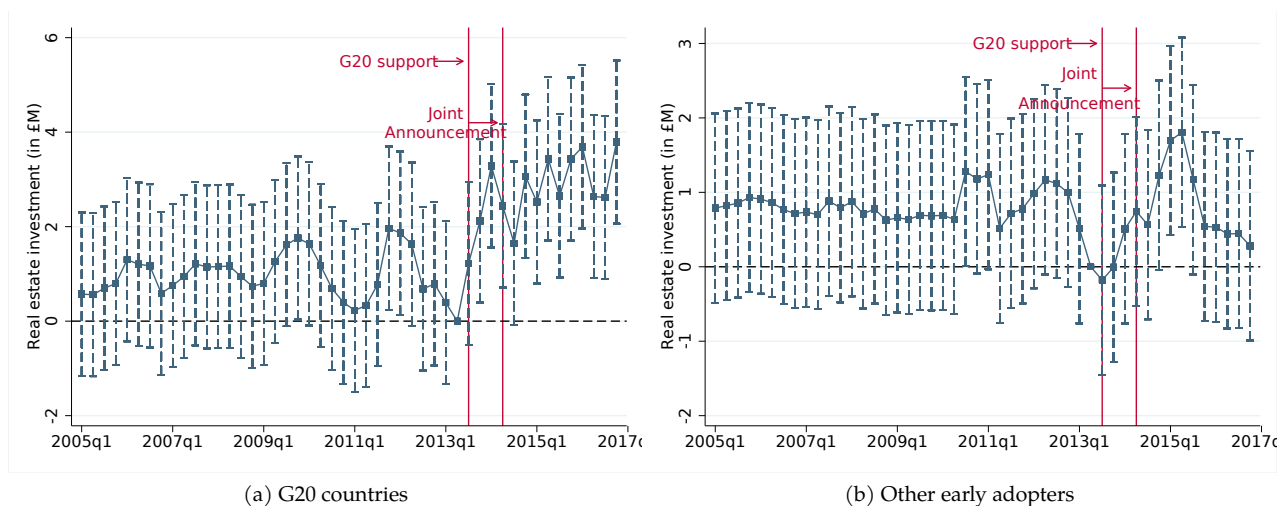 Real estate investment (in £M)
6
4
2
0
-2
G20 support
Joint
Announcement
2005q1 2007q1 2009q1 2011q1 2013q1 2015q1 2017q
(a) G20 countries
Real estate investment (in £M)
3
2
1
0
-1
-2
G20 support
Joint
Announcement
2005q1 2007q1 2009q1 2011q1 2013q1 2015q1 2017q
(b) Other early adopters